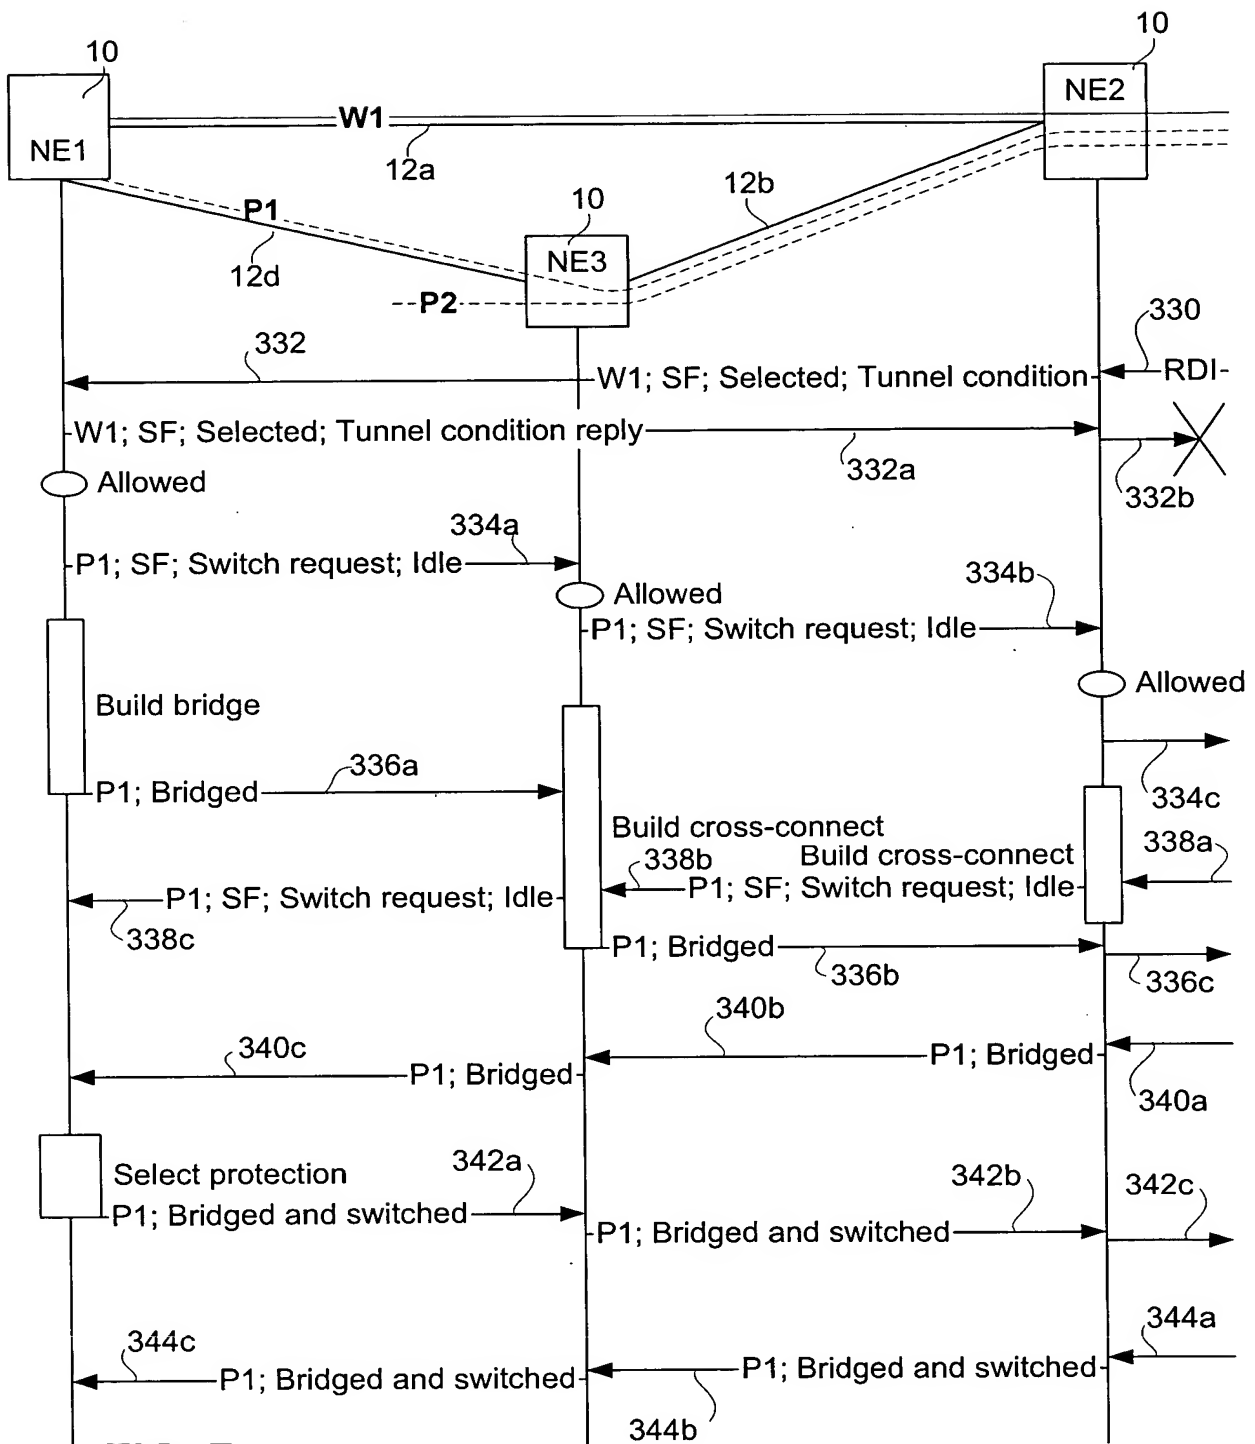 10
10
NE2
W1
NE1
12a
12b
P1
10
NE3
12d
P2
330
332
W1; SF; Selected; Tunnel condition
RDI
W1; SF; Selected; Tunnel condition reply
332a
332b
Allowed
334a
P1; SF; Switch request; Idle
334b
Allowed
P1; SF; Switch request; Idle
Allowed
Build bridge
336a
P1; Bridged
334c
Build cross-connect
338a
338b
Build cross-connect
P1; SF; Switch request; Idle
P1; SF; Switch request; Idle
338c
P1; Bridged
336b
336c
340b
340c
P1; Bridged
P1; Bridged
340a
Select protection
342a
342b
342c
P1; Bridged and switched
P1; Bridged and switched
344a
344c
P1; Bridged and switched
P1; Bridged and switched
344b